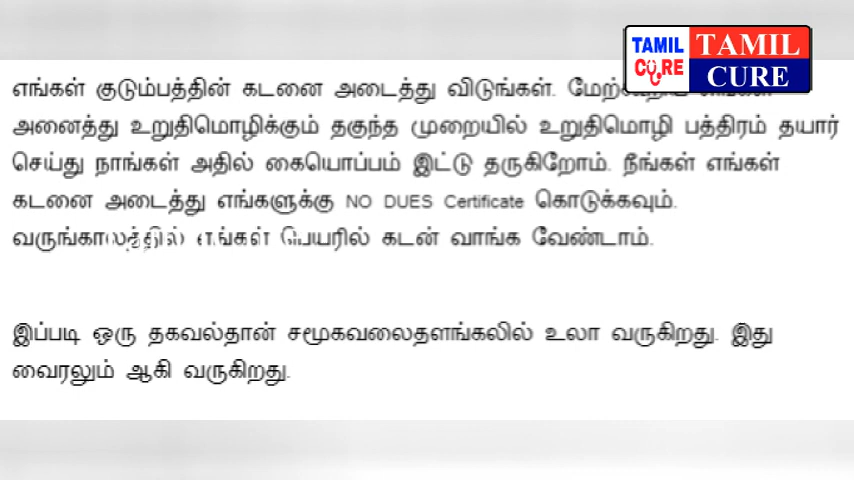 TAMIL
CURE
TAMIL
CURE
எங்கள் குடும்பத்தின் கடனை அடைத்து விடுங்கள்.
அனைத்து உறுதிமொழிக்கும் தகுந்த முறையில் உறுதிமொழி பத்திரம் தயார்
செய்து நாங்கள் அதில் கையொப்பம் இட்டு தருகிறோம். நீங்கள் எங்கள்
கடனை அடைத்து எங்களுக்கு NO DUES Certificate கொடுக்கவும்.
வருங்காலத்தில் எங்கள் பெயரில் கடன் வாங்க வேண்டாம்.
இப்படி ஒரு தகவல்தான் சமூகவலைதளங்கலில் உலா வருகிறது. இது
வைரலும் ஆகி வருகிறது.